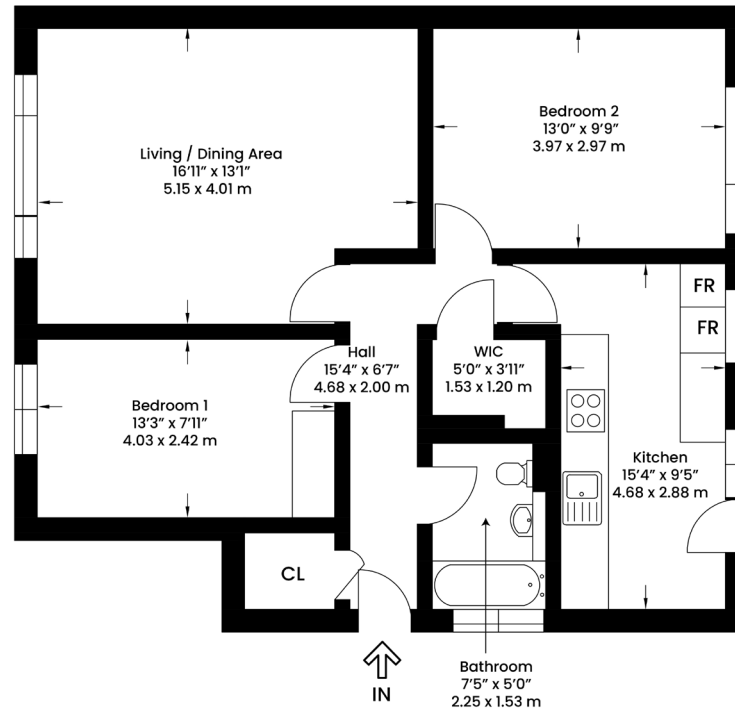 Living / Dining Area
16'11" x 13'1"
5.15 x 4.01 m
Bedroom 2
13'0" x 9'9"
3.97 x 2.97 m
FR
FR
Hall
15'4" x 6'7"
4.68 x 2.00 m
WIC
5'0" x 3'11"
1.53 x 1.20 m
Bedroom 1
13'3" x 7'11"
4.03 x 2.42 m
Kitchen
15'4" x 9'5"
4.68 x 2.88 m
CL
IN
Bathroom
7'5" x 5'0"
2.25 x 1.53 m